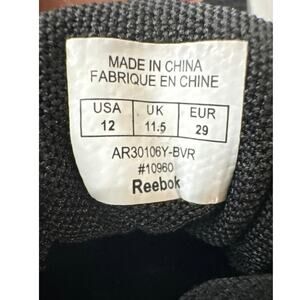 MADE IN CHINA
FABRIQUE EN CHINE
USA UK EUR
12 11.5 29
AR30106Y-BVR
#10960
Reebok